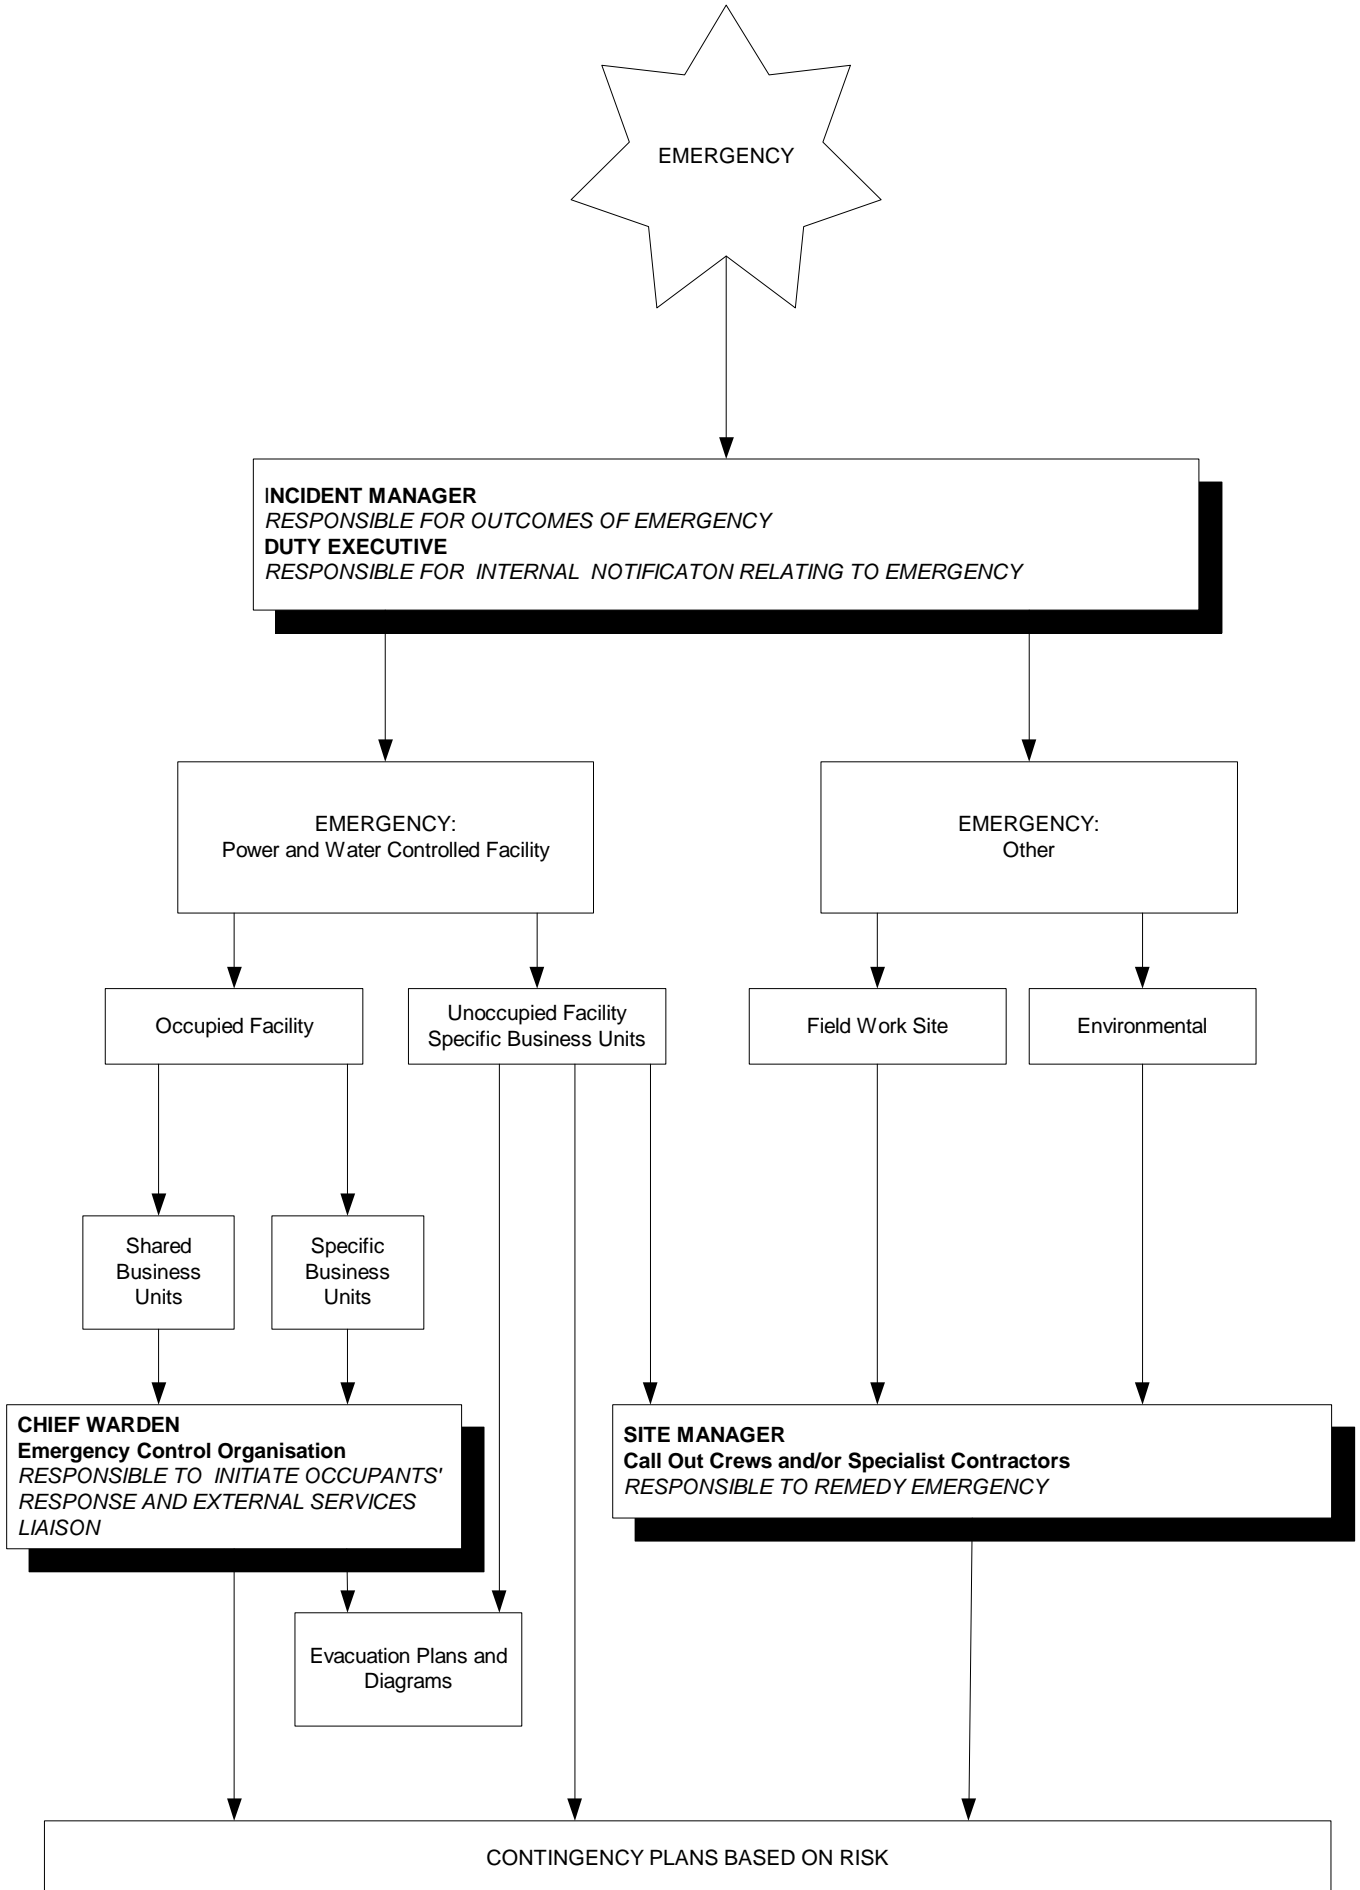 EMERGENCY
INCIDENT MANAGER
RESPONSIBLE FOR OUTCOMES OF EMERGENCY
DUTY EXECUTIVE
RESPONSIBLE FOR INTERNAL NOTIFICATON RELATING TO EMERGENCY
EMERGENCY:
Power and Water Controlled Facility
EMERGENCY:
Other
Occupied Facility
Unoccupied Facility
Specific Business Units
Field Work Site
Environmental
Shared
Business
Units
Specific
Business
Units
CHIEF WARDEN
Emergency Control Organisation
RESPONSIBLE TO INITIATE OCCUPANTS'
RESPONSE AND EXTERNAL SERVICES
LIAISON
SITE MANAGER
Call Out Crews and/or Specialist Contractors
RESPONSIBLE TO REMEDY EMERGENCY
Evacuation Plans and
Diagrams
CONTINGENCY PLANS BASED ON RISK